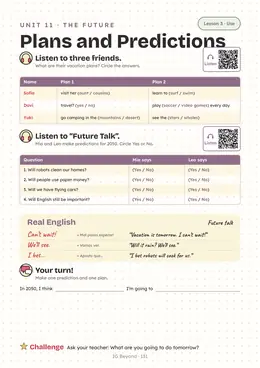 UNIT 11 · THE FUTURE
Lesson 3 · Use
Plans and Predictions
Listen to three friends.
What are their vacation plans? Circle the answers.
Name Plan 1 Plan 2
Sofia visit her (aunt / cousins) learn to (surf / swim)
Davi travel? (yes / no) play (soccer / video games) every day
Yuki go camping in the (mountains / desert) see the (stars / whales)
Listen to "Future Talk".
Mia and Leo make predictions for 2050. Circle Yes or No.
Question Mia says Leo says
1. Will robots clean our homes? (Yes / No) (Yes / No)
2. Will people use paper money? (Yes / No) (Yes / No)
3. Will we have flying cars? (Yes / No) (Yes / No)
4. Will English still be important? (Yes / No) (Yes / No)
Real English Future talk
Can't wait! "Vacation is tomorrow. I can't wait!"
We'll see. "Will it rain? We'll see."
I bet... "I bet robots will cook for us."
Your turn!
Make one prediction and one plan.
In 2050, I think I'm going to
Challenge Ask your teacher: What are you going to do tomorrow?